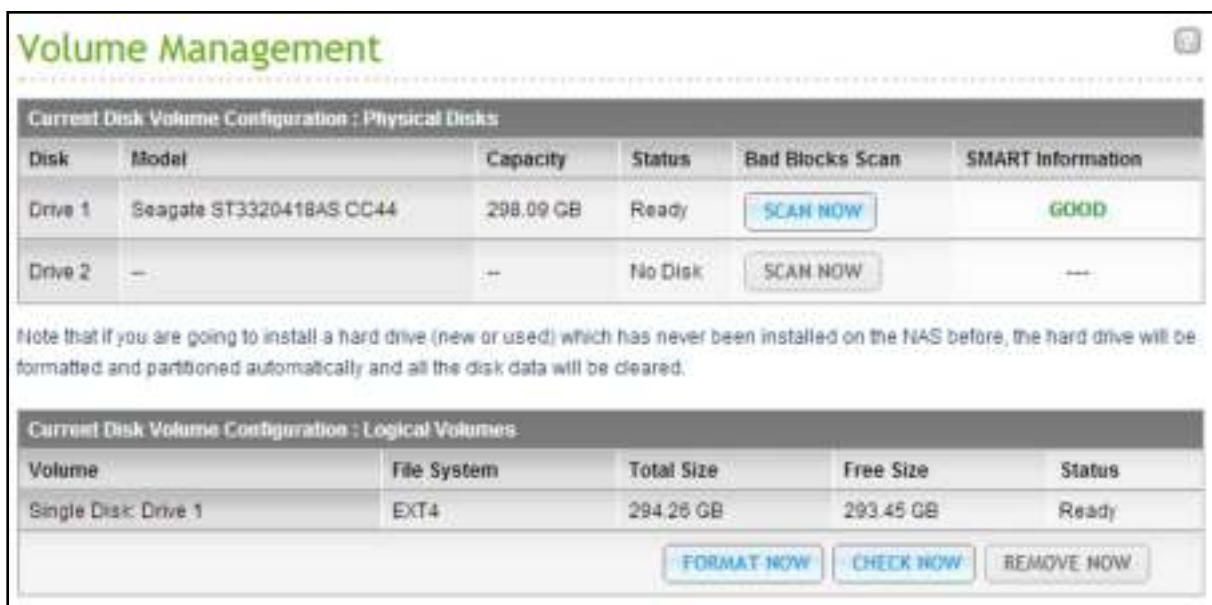 Volume Management
Current Disk Volume Configuration : Physical Disks
Disk Model Capacity Status Bad Blocks Scan SMART Information
Drive 1 Seagate ST3320418AS CC44 298.09 GB Ready SCAN NOW GOOD
Drive 2 -- -- No Disk SCAN NOW ---
Note that if you are going to install a hard drive (new or used) which has never been installed on the NAS before, the hard drive will be
formatted and partitioned automatically and all the disk data will be cleared.
Current Disk Volume Configuration : Logical Volumes
Volume File System Total Size Free Size Status
Single Disk: Drive 1 EXT4 294.26 GB 293.45 GB Ready
FORMAT NOW CHECK NOW REMOVE NOW